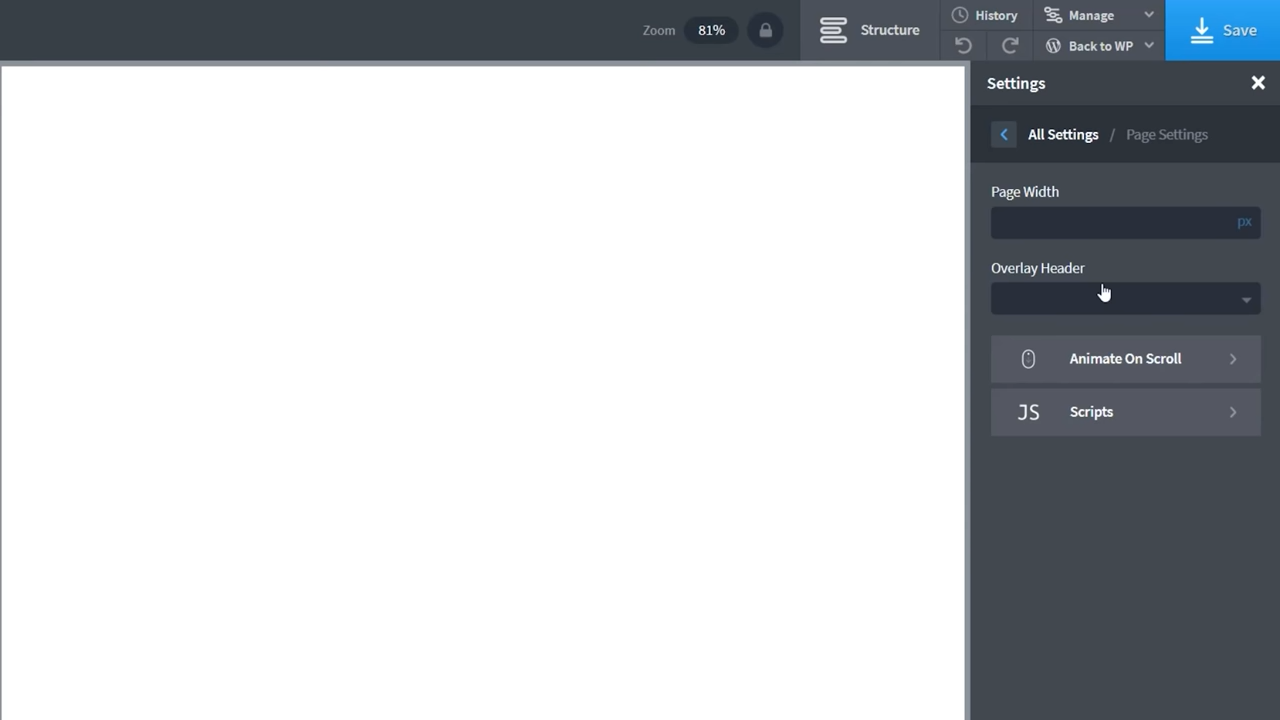 Zoom 81%
Structure
History
Manage
Back to WP
Save
Settings
All Settings / Page Settings
Page Width
px
Overlay Header
Animate On Scroll
JS Scripts